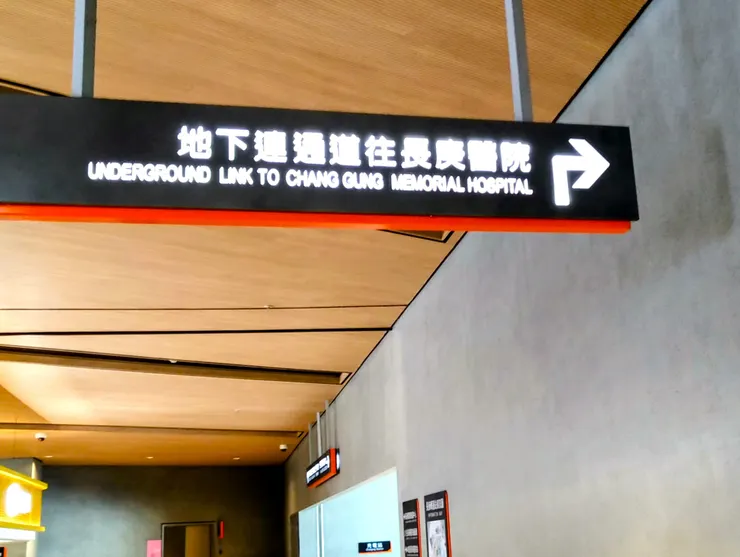 地下連通道往長庚醫院
UNDERGROUND LINK TO CHANG GUNG MEMORIAL HOSPITAL